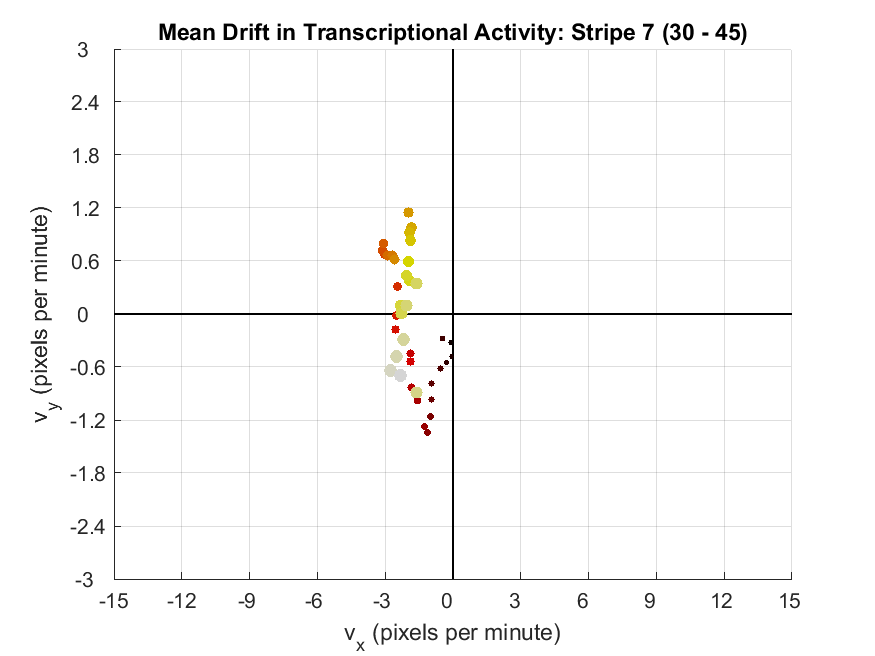 Mean Drift in Transcriptional Activity: Stripe 7 (30 - 45)
3
2.4
1.8
1.2
0.6
0
-0.6
-1.2
-1.8
-2.4
-3
v_y (pixels per minute)
-15 -12 -9 -6 -3 0 3 6 9 12 15
v_x (pixels per minute)